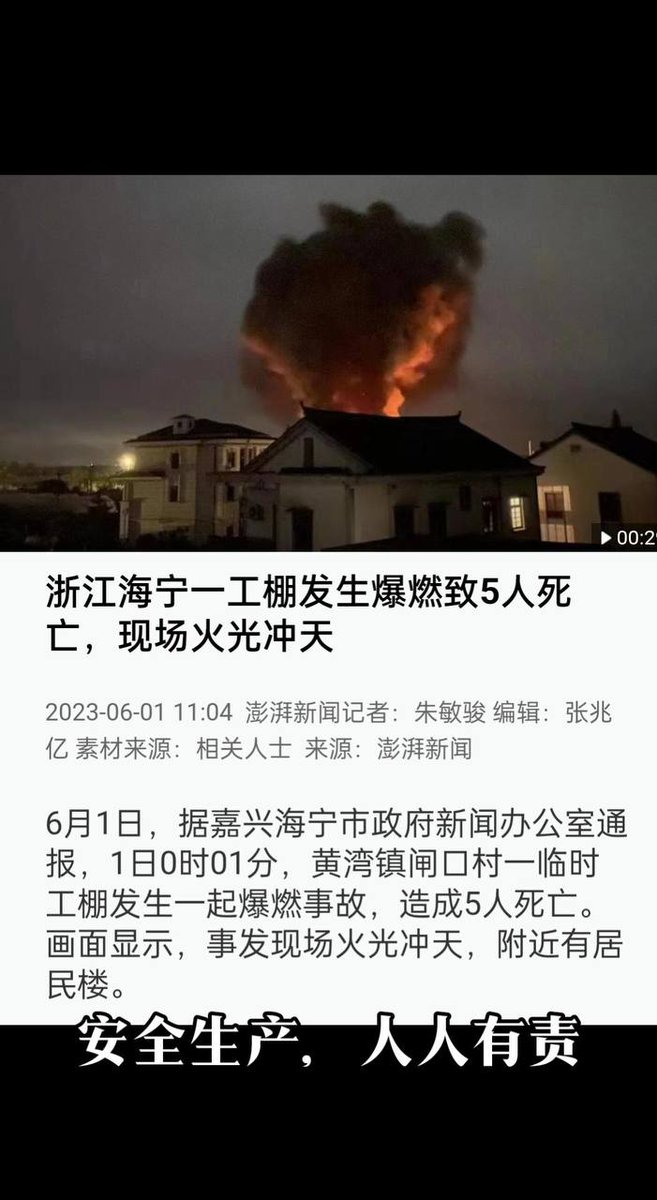 00:29
浙江海宁一工棚发生爆燃致5人死
亡，现场火光冲天
2023-06-01 11:04 澎湃新闻记者：朱敏骏 编辑：张兆
亿 素材来源：相关人士 来源：澎湃新闻
6月1日，据嘉兴海宁市政府新闻办公室通
报，1日0时01分，黄湾镇闸口村一临时
工棚发生一起爆燃事故，造成5人死亡。
画面显示，事发现场火光冲天，附近有居
民楼。
安全生产，人人有责